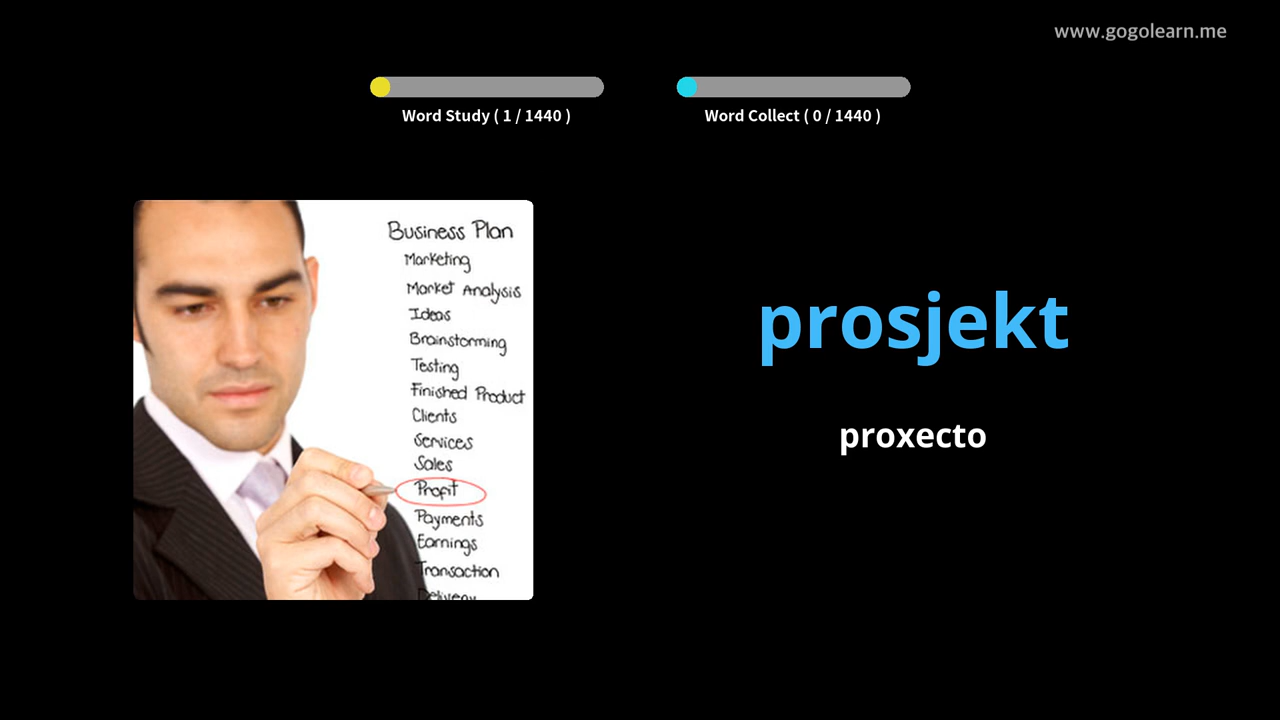 www.gogolearn.me
Word Study ( 1 / 1440 )
Word Collect ( 0 / 1440 )
Business Plan
Marketing
Market Analysis
Ideas
Brainstorming
Testing
Finished Product
Clients
Services
Sales
Profit
Payments
Earnings
Transaction
Delivery
prosjekt
proxecto